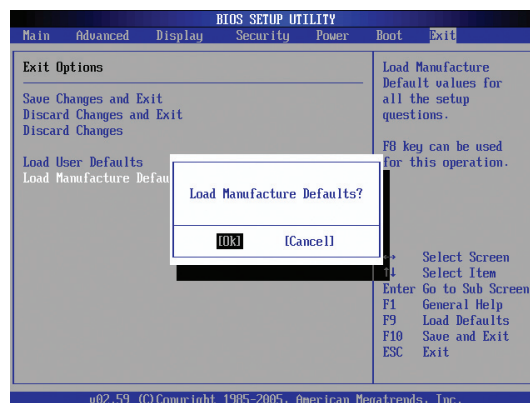 BIOS SETUP UTILITY
Main Advanced Display Security Power Boot Exit
Exit Options
Save Changes and Exit
Discard Changes and Exit
Discard Changes
Load User Defaults
Load Manufacture Defau
Load Manufacture Defaults?
[Ok] [Cancel]
Load Manufacture
Default values for
all the setup
questions.
F8 key can be used
for this operation.
↔ Select Screen
↑↓ Select Item
Enter Go to Sub Screen
F1 General Help
F9 Load Defaults
F10 Save and Exit
ESC Exit
v02.59 (C)Copyright 1985-2005, American Megatrends, Inc.